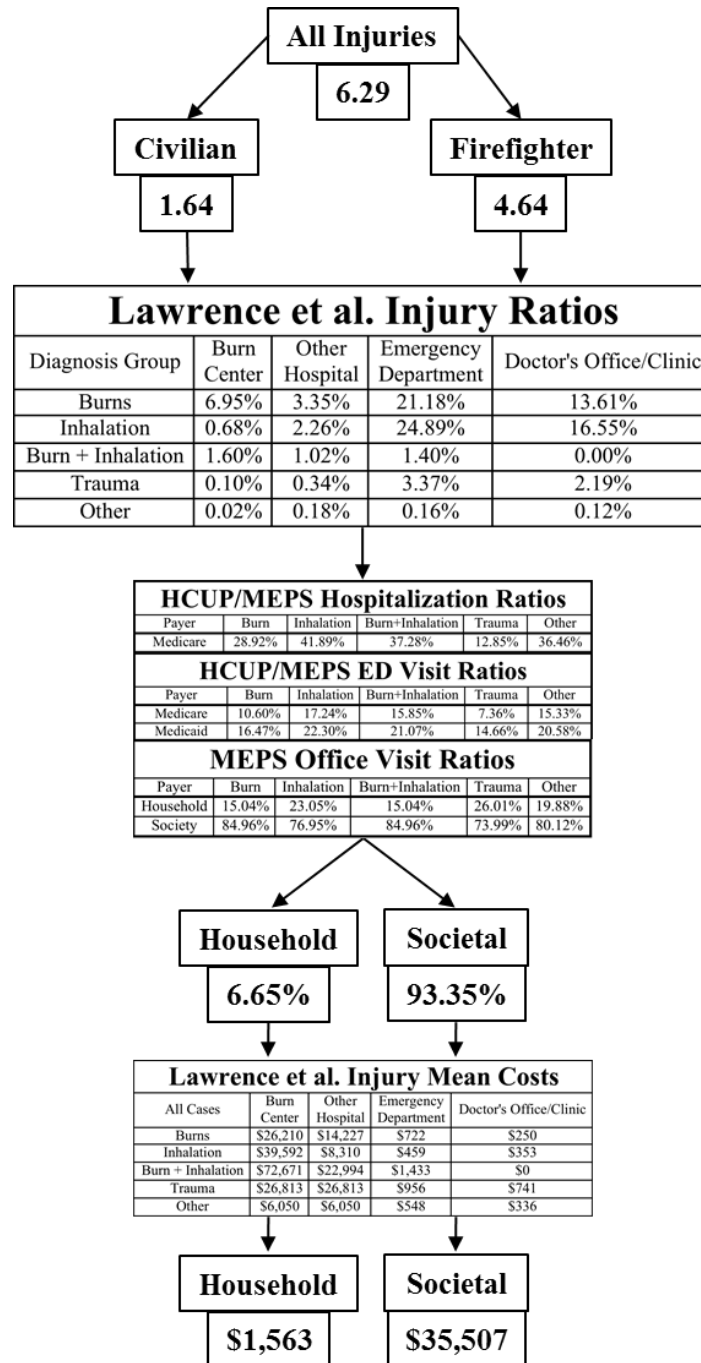 All Injuries
6.29
Civilian
Firefighter
1.64
4.64
Lawrence et al. Injury Ratios
Diagnosis Group Burn Center Other Hospital Emergency Department Doctor's Office/Clinic
Burns 6.95% 3.35% 21.18% 13.61%
Inhalation 0.68% 2.26% 24.89% 16.55%
Burn + Inhalation 1.60% 1.02% 1.40% 0.00%
Trauma 0.10% 0.34% 3.37% 2.19%
Other 0.02% 0.18% 0.16% 0.12%
HCUP/MEPS Hospitalization Ratios
Payer Burn Inhalation Burn+Inhalation Trauma Other
Medicare 28.92% 41.89% 37.28% 12.85% 36.46%
HCUP/MEPS ED Visit Ratios
Payer Burn Inhalation Burn+Inhalation Trauma Other
Medicare 10.60% 17.24% 15.85% 7.36% 15.33%
Medicaid 16.47% 22.30% 21.07% 14.66% 20.58%
MEPS Office Visit Ratios
Payer Burn Inhalation Burn+Inhalation Trauma Other
Household 15.04% 23.05% 15.04% 26.01% 19.88%
Society 84.96% 76.95% 84.96% 73.99% 80.12%
Household
Societal
6.65%
93.35%
Lawrence et al. Injury Mean Costs
All Cases Burn Center Other Hospital Emergency Department Doctor's Office/Clinic
Burns $26,210 $14,227 $722 $250
Inhalation $39,592 $8,310 $459 $353
Burn + Inhalation $72,671 $22,994 $1,433 $0
Trauma $26,813 $26,813 $956 $741
Other $6,050 $6,050 $548 $336
Household
Societal
$1,563
$35,507